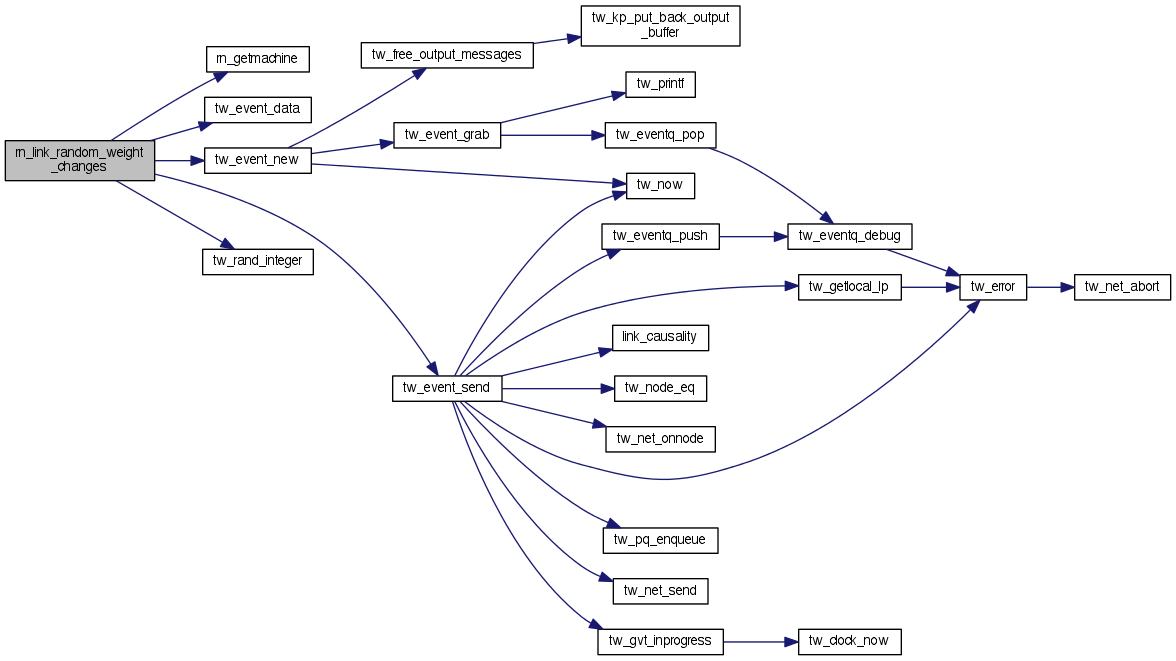 tw_kp_put_back_output
_buffer
tw_free_output_messages
rn_getmachine
tw_printf
tw_event_data
tw_event_grab
tw_eventq_pop
rn_link_random_weight
_changes
tw_event_new
tw_now
tw_eventq_push
tw_eventq_debug
tw_rand_integer
tw_getlocal_lp
tw_error
tw_net_abort
link_causality
tw_event_send
tw_node_eq
tw_net_onnode
tw_pq_enqueue
tw_net_send
tw_gvt_inprogress
tw_clock_now